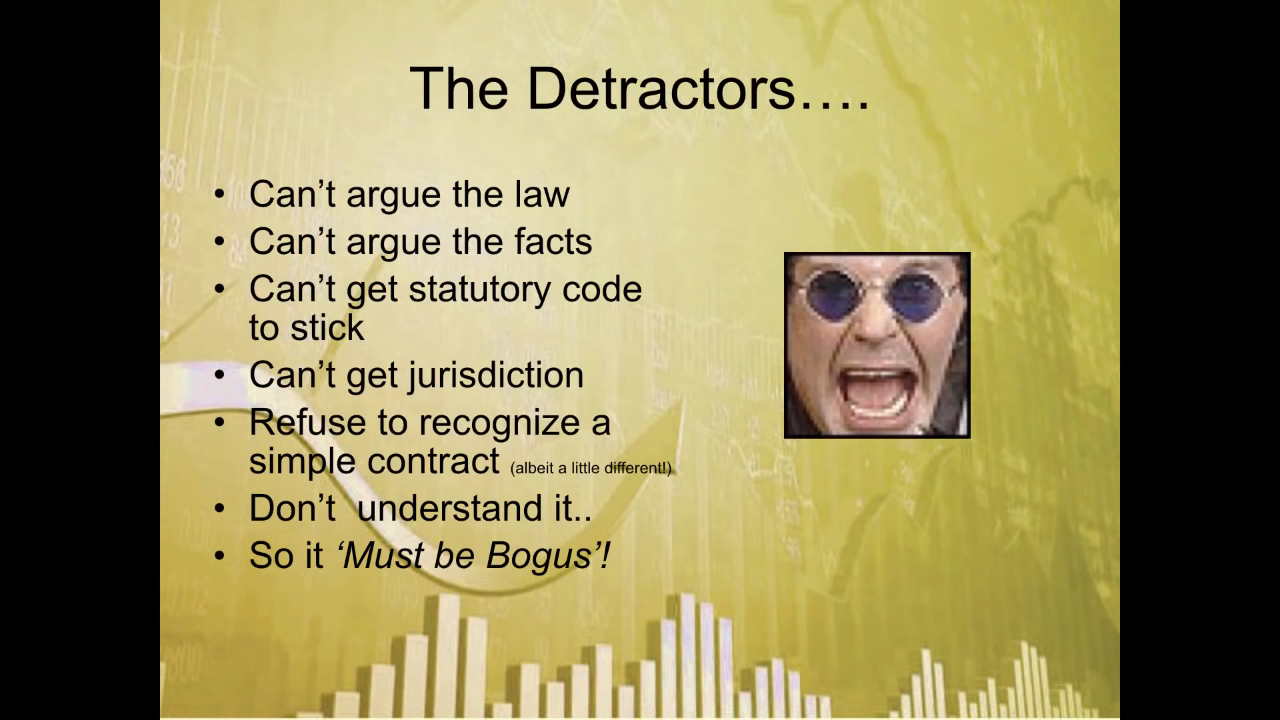 The Detractors….
• Can’t argue the law
• Can’t argue the facts
• Can’t get statutory code
to stick
• Can’t get jurisdiction
• Refuse to recognize a
simple contract (albeit a little different!)
• Don’t  understand it..
• So it ‘Must be Bogus’!